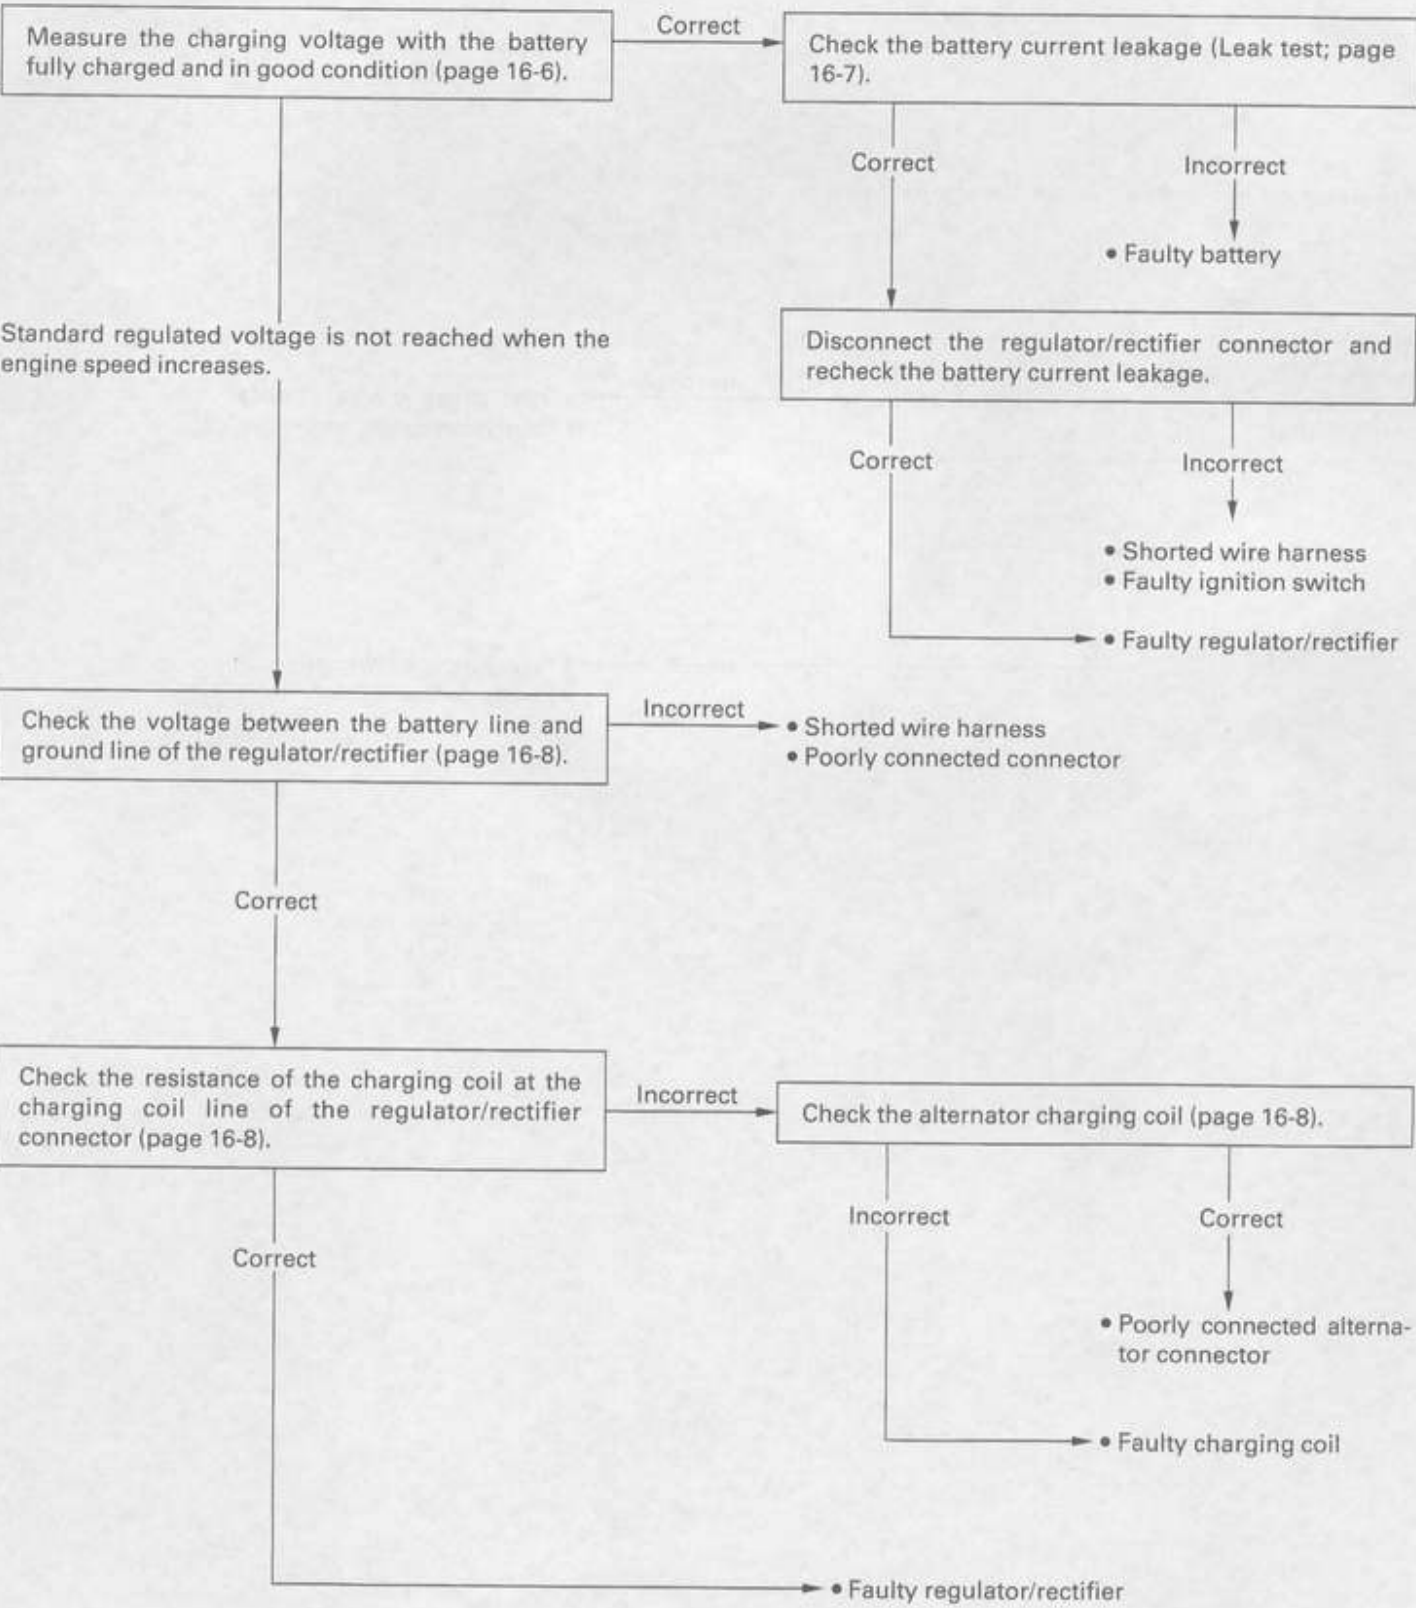 Measure the charging voltage with the battery
fully charged and in good condition (page 16-6).
Correct
Check the battery current leakage (Leak test; page
16-7).
Correct
Incorrect
• Faulty battery
Standard regulated voltage is not reached when the
engine speed increases.
Disconnect the regulator/rectifier connector and
recheck the battery current leakage.
Correct
Incorrect
• Shorted wire harness
• Faulty ignition switch
• Faulty regulator/rectifier
Check the voltage between the battery line and
ground line of the regulator/rectifier (page 16-8).
Incorrect
• Shorted wire harness
• Poorly connected connector
Correct
Check the resistance of the charging coil at the
charging coil line of the regulator/rectifier
connector (page 16-8).
Incorrect
Check the alternator charging coil (page 16-8).
Incorrect
Correct
Correct
• Poorly connected alterna-
tor connector
• Faulty charging coil
• Faulty regulator/rectifier